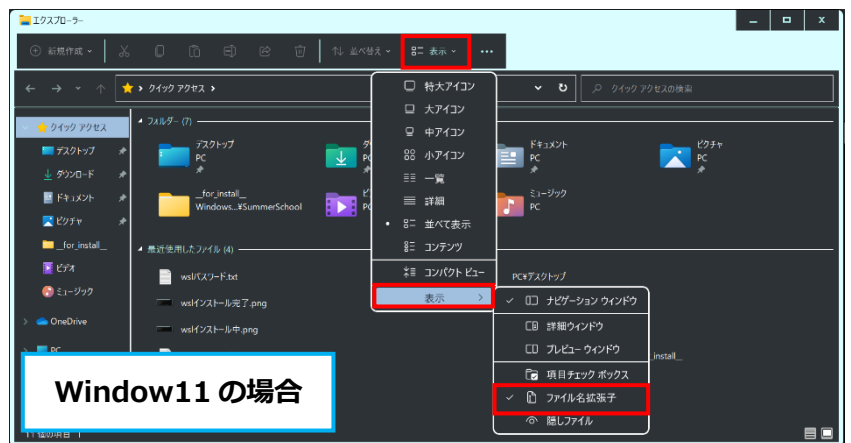 エクスプローラー
新規作成
並べ替え
表示
クイック アクセス
クイック アクセスの検索
特大アイコン
大アイコン
中アイコン
小アイコン
一覧
詳細
並べて表示
コンテンツ
コンパクト ビュー
表示
ナビゲーション ウィンドウ
詳細ウィンドウ
プレビュー ウィンドウ
項目チェック ボックス
ファイル名拡張子
隠しファイル
クイック アクセス
デスクトップ
ダウンロード
ドキュメント
ピクチャ
__for_install__
ビデオ
ミュージック
OneDrive
PC
フォルダー (7)
デスクトップ
PC
PC
ドキュメント
PC
ピクチャ
PC
__for_install__
Windows...¥SummerSchool
PC
ミュージック
PC
最近使用したファイル (4)
wslパスワード.txt
PC¥デスクトップ
wslインストール完了.png
wslインストール中.png
_install__
Window11 の場合
11 個の項目